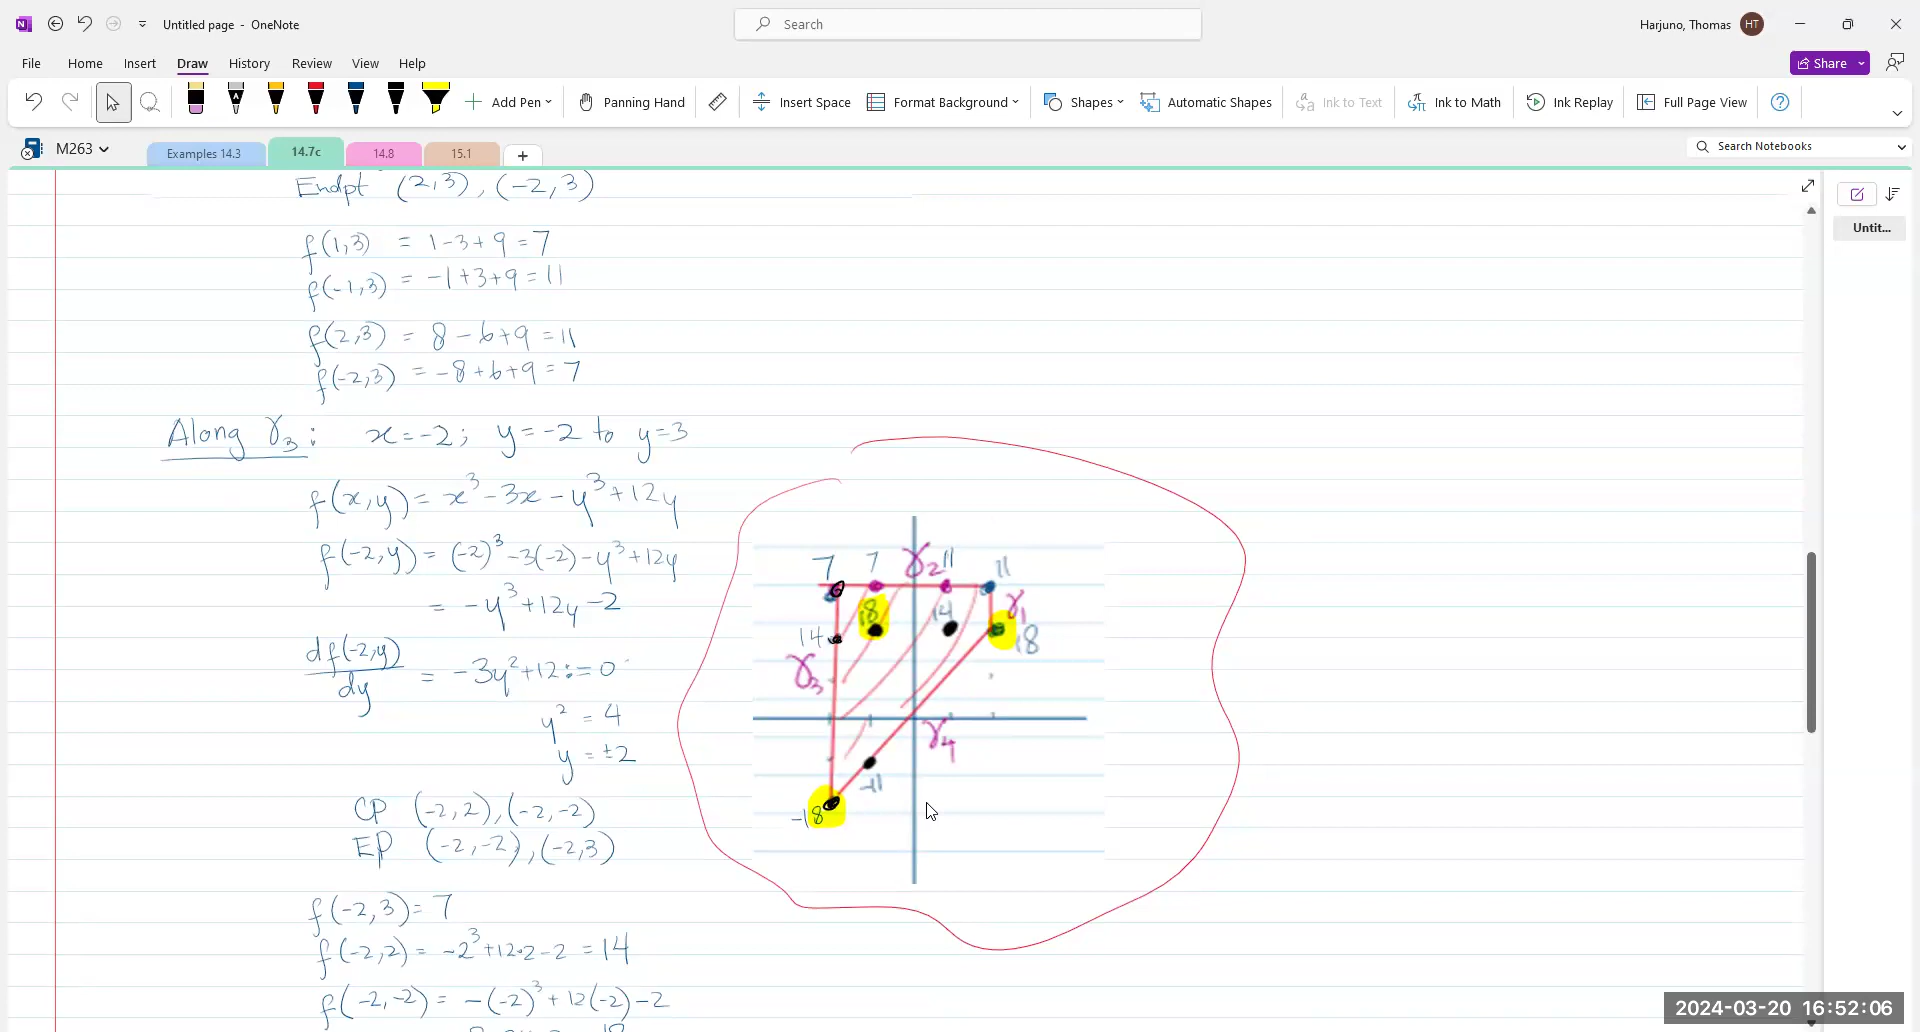 Untitled page - OneNote
Search
Harjuno, Thomas HT
File Home Insert Draw History Review View Help
Share
Add Pen Panning Hand Insert Space Format Background Shapes Automatic Shapes Ink to Text Ink to Math Ink Replay Full Page View
M263 Examples 14.3 14.7c 14.8 15.1 +
Search Notebooks
Untit...
Endpt (2,3), (-2,3)
f(1,3) = 1-3+9 = 7
f(-1,3) = -1+3+9 = 11
f(2,3) = 8-6+9 = 11
f(-2,3) = -8+6+9 = 7
Along γ₃: x=-2; y=-2 to y=3
f(x,y) = x³-3x-y³+12y
f(-2,y) = (-2)³-3(-2)-y³+12y
= -y³+12y-2
df(-2,y)/dy = -3y²+12 := 0
y² = 4
y = ±2
CP (-2,2), (-2,-2)
EP (-2,-2), (-2,3)
f(-2,3) = 7
f(-2,2) = -2³+12·2-2 = 14
f(-2,-2) = -(-2)³+12(-2)-2
7 7 γ₂ 11 11
18 14 γ₁
14 18
γ₃
γ₄
-11
-18
2024-03-20 16:52:06